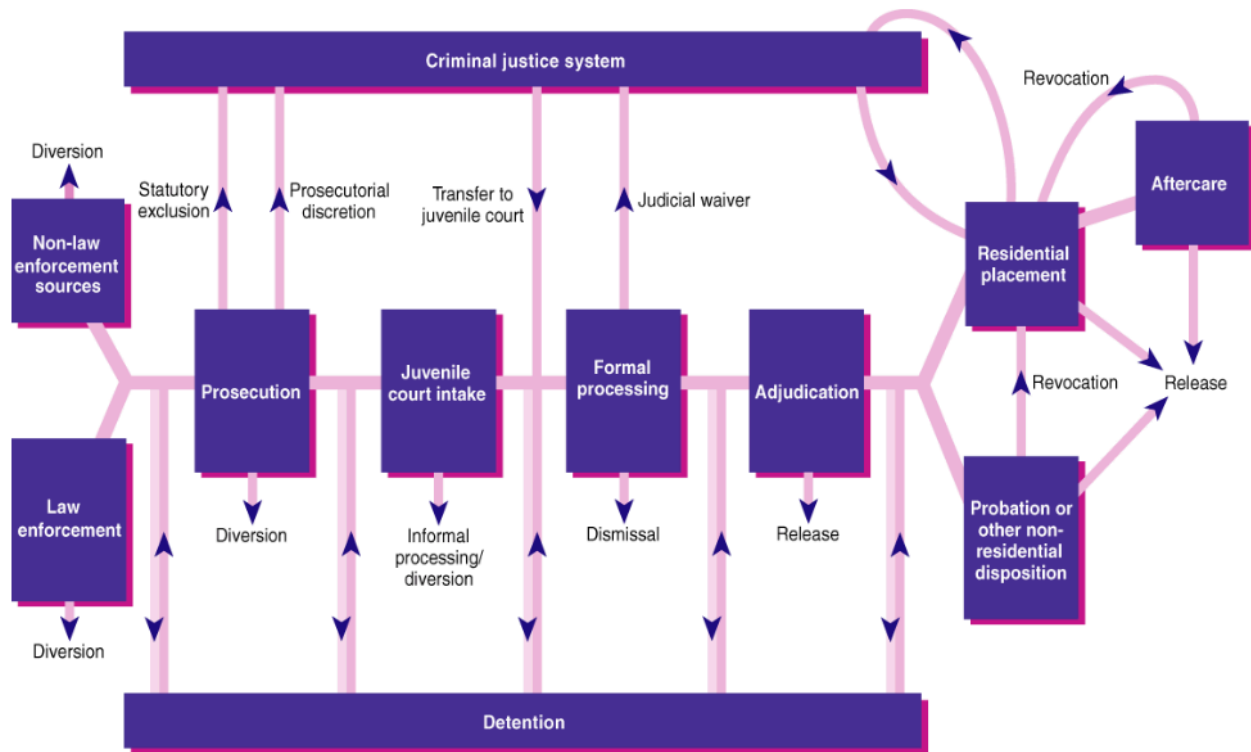 Criminal justice system
Revocation
Diversion
Aftercare
Statutory
exclusion
Prosecutorial
discretion
Transfer to
juvenile court
Judicial waiver
Non-law
enforcement
sources
Residential
placement
Prosecution
Juvenile
court intake
Formal
processing
Adjudication
Revocation
Release
Law
enforcement
Probation or
other non-
residential
disposition
Diversion
Informal
processing/
diversion
Dismissal
Release
Diversion
Detention